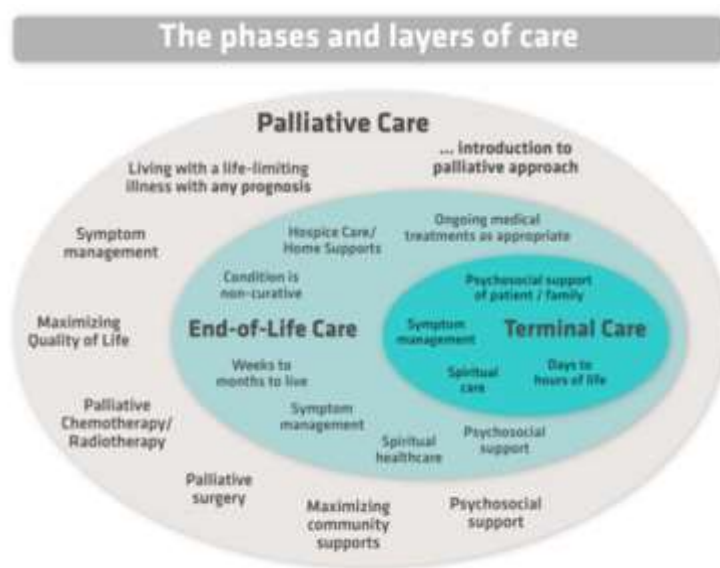 The phases and layers of care
Palliative Care
... introduction to
palliative approach
Living with a life-limiting
illness with any prognosis
Symptom
management
Maximizing
Quality of Life
Palliative
Chemotherapy/
Radiotherapy
Palliative
surgery
Maximizing
community
supports
Psychosocial
support
Hospice Care/
Home Supports
Ongoing medical
treatments as appropriate
Condition is
non-curative
End-of-Life Care
Weeks to
months to live
Symptom
management
Spiritual
healthcare
Psychosocial
support
Psychosocial support
of patient / family
Symptom
management
Terminal Care
Spiritual
care
Days to
hours of life